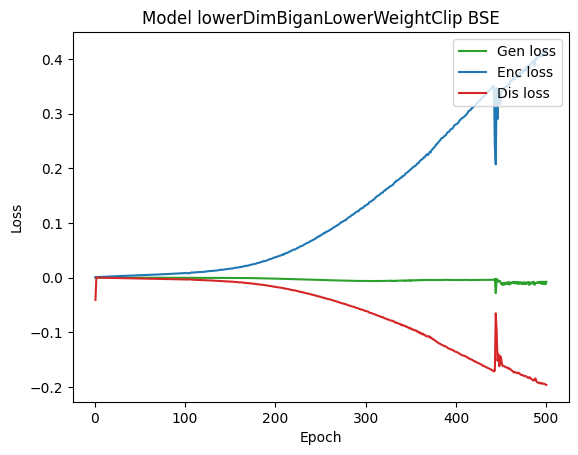 Model lowerDimBiganLowerWeightClip BSE
Gen loss
Enc loss
Dis loss
Loss
0.4
0.3
0.2
0.1
0.0
−0.1
−0.2
0 100 200 300 400 500
Epoch